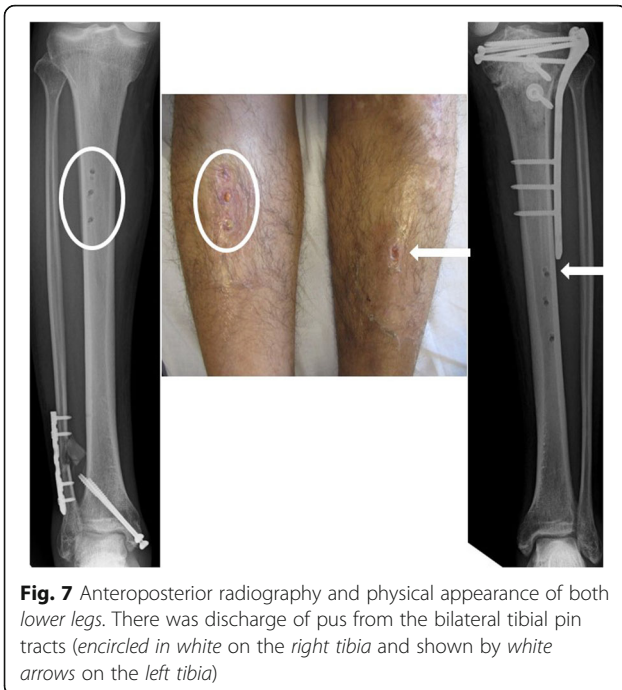 Fig. 7 Anteroposterior radiography and physical appearance of both
lower legs. There was discharge of pus from the bilateral tibial pin
tracts (encircled in white on the right tibia and shown by white
arrows on the left tibia)